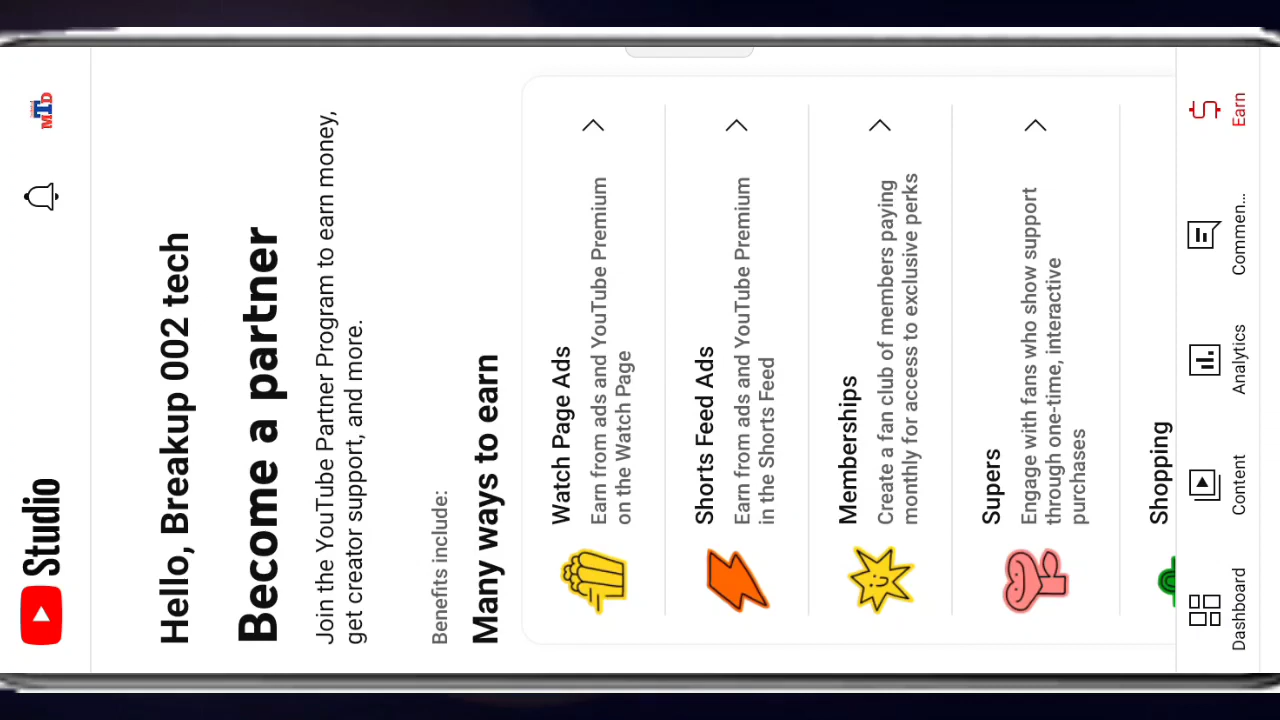 Studio
MTD
Hello, Breakup 002 tech
Become a partner
Join the YouTube Partner Program to earn money,
get creator support, and more.
Benefits include:
Many ways to earn
Watch Page Ads
Earn from ads and YouTube Premium
on the Watch Page
Shorts Feed Ads
Earn from ads and YouTube Premium
in the Shorts Feed
Memberships
Create a fan club of members paying
monthly for access to exclusive perks
Supers
Engage with fans who show support
through one-time, interactive
purchases
Shopping
Dashboard
Content
Analytics
Commen...
Earn